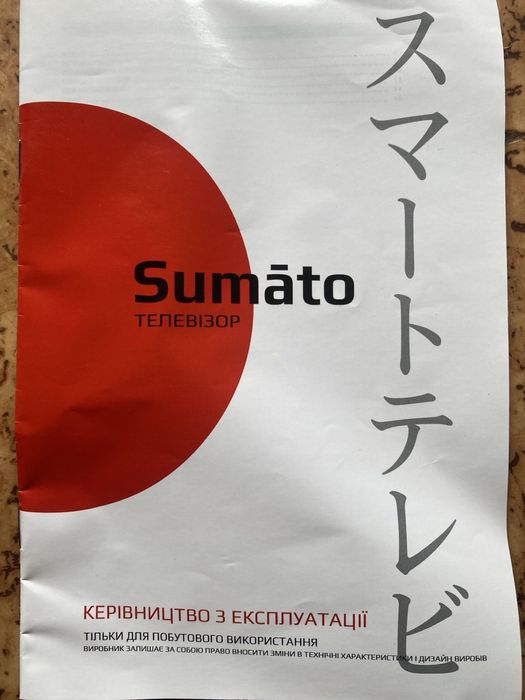 スマートテレビ
Sumāto
ТЕЛЕВІЗОР
КЕРІВНИЦТВО З ЕКСПЛУАТАЦІЇ
ТІЛЬКИ ДЛЯ ПОБУТОВОГО ВИКОРИСТАННЯ
ВИРОБНИК ЗАЛИШАЄ ЗА СОБОЮ ПРАВО ВНОСИТИ ЗМІНИ В ТЕХНІЧНІ ХАРАКТЕРИСТИКИ І ДИЗАЙН ВИРОБІВ